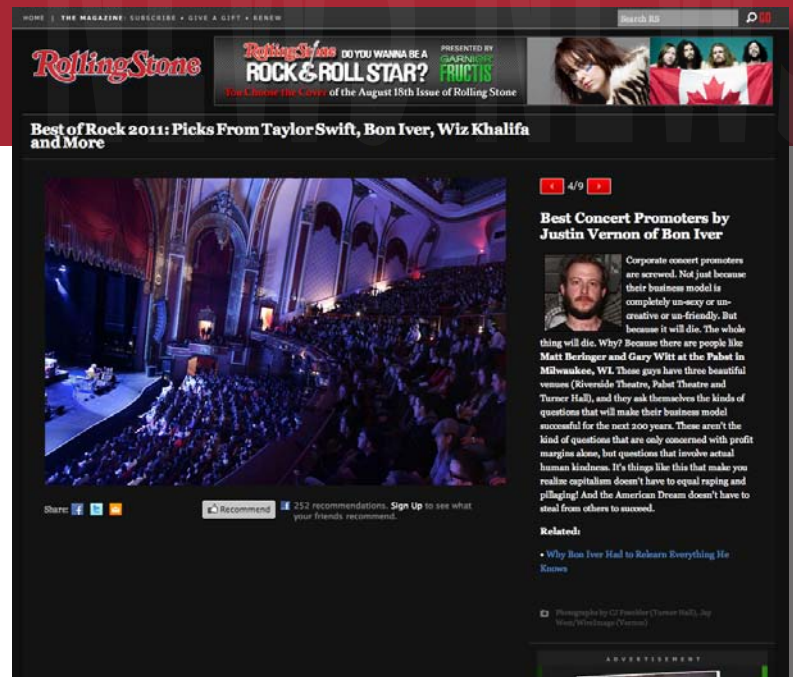 HOME | THE MAGAZINE: SUBSCRIBE • GIVE A GIFT • RENEW
Search RS
GO
RollingStone
RollingStone DO YOU WANNA BE A
ROCK & ROLL STAR?
You Choose the Cover of the August 18th Issue of Rolling Stone
PRESENTED BY
GARNIER
FRUCTIS
Best of Rock 2011: Picks From Taylor Swift, Bon Iver, Wiz Khalifa
and More
4/9
Best Concert Promoters by
Justin Vernon of Bon Iver
Corporate concert promoters
are screwed. Not just because
their business model is
completely un-sexy or un-
creative or un-friendly. But
because it will die. The whole
thing will die. Why? Because there are people like
Matt Beringer and Gary Witt at the Pabst in
Milwaukee, WI. These guys have three beautiful
venues (Riverside Theatre, Pabst Theatre and
Turner Hall), and they ask themselves the kinds of
questions that will make their business model
successful for the next 200 years. These aren't the
kind of questions that are only concerned with profit
margins alone, but questions that involve actual
human kindness. It's things like this that make you
realize capitalism doesn't have to equal raping and
pillaging! And the American Dream doesn't have to
steal from others to succeed.
Related:
• Why Bon Iver Had to Relearn Everything He
Knows
Photographs by CJ (Turner Hall), Jay
West/WireImage (Vernon)
ADVERTISEMENT
Share:
Recommend
252 recommendations. Sign Up to see what
your friends recommend.